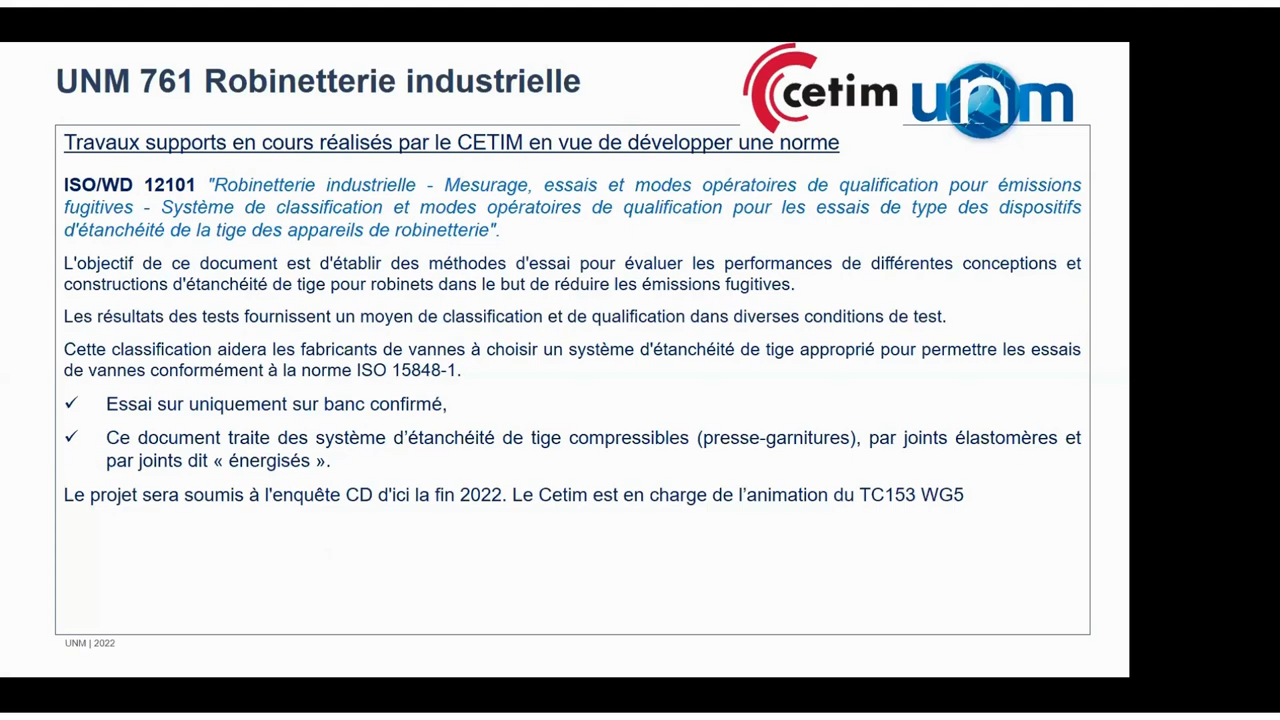 UNM 761 Robinetterie industrielle
cetim unm
Travaux supports en cours réalisés par le CETIM en vue de développer une norme
ISO/WD 12101 "Robinetterie industrielle - Mesurage, essais et modes opératoires de qualification pour émissions
fugitives - Système de classification et modes opératoires de qualification pour les essais de type des dispositifs
d'étanchéité de la tige des appareils de robinetterie".
L'objectif de ce document est d'établir des méthodes d'essai pour évaluer les performances de différentes conceptions et
constructions d'étanchéité de tige pour robinets dans le but de réduire les émissions fugitives.
Les résultats des tests fournissent un moyen de classification et de qualification dans diverses conditions de test.
Cette classification aidera les fabricants de vannes à choisir un système d'étanchéité de tige approprié pour permettre les essais
de vannes conformément à la norme ISO 15848-1.
✓ Essai sur uniquement sur banc confirmé,
✓ Ce document traite des système d’étanchéité de tige compressibles (presse-garnitures), par joints élastomères et
par joints dit « énergisés ».
Le projet sera soumis à l'enquête CD d'ici la fin 2022. Le Cetim est en charge de l’animation du TC153 WG5
UNM | 2022